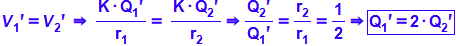 V₁′ = V₂′ ⇒ K·Q₁′ / r₁ = K·Q₂′ / r₂ ⇒ Q₂′ / Q₁′ = r₂ / r₁ = 1 / 2 ⇒ Q₁′ = 2·Q₂′